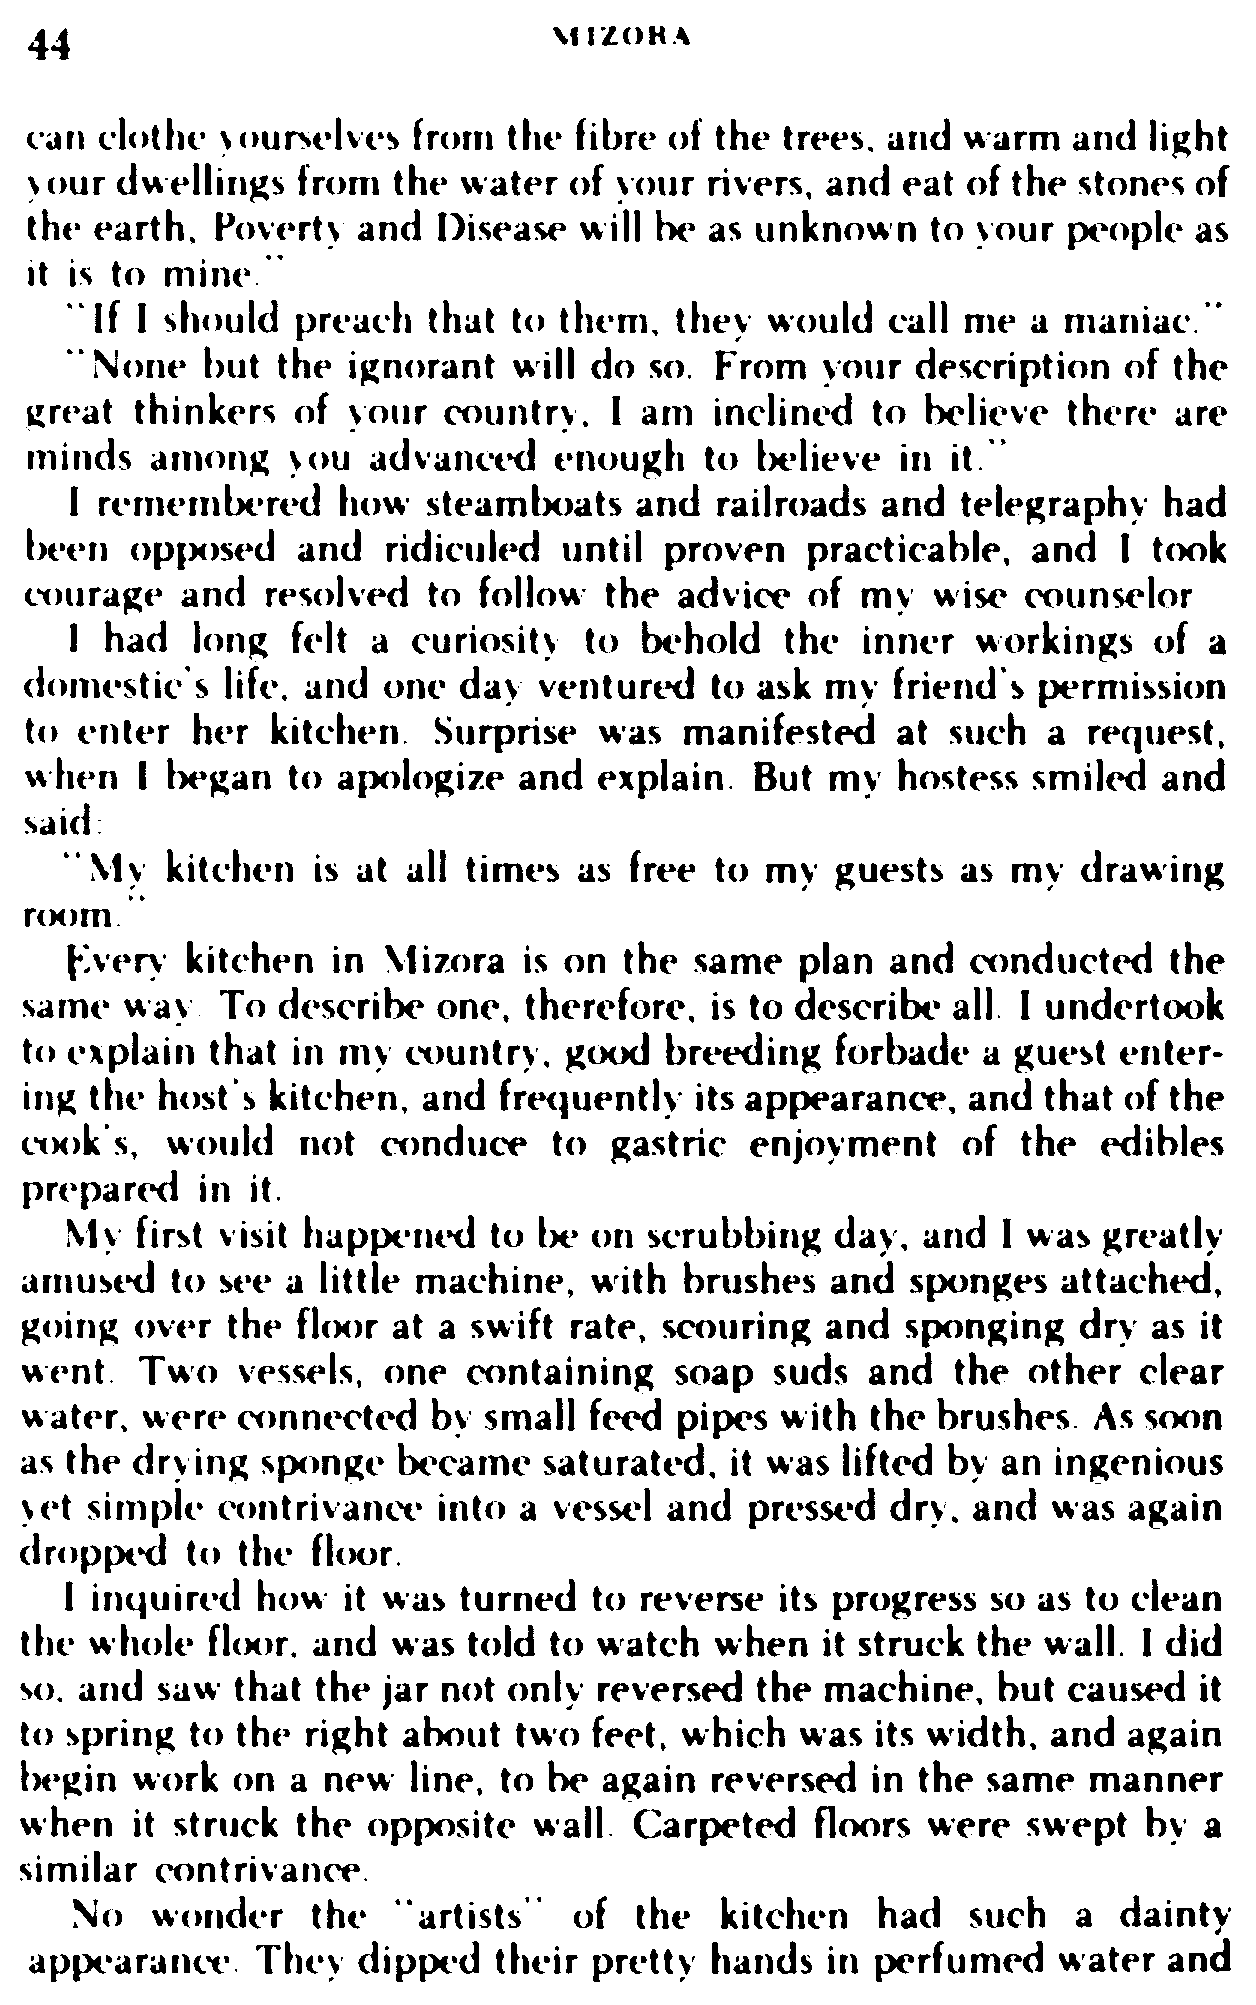 44 MIZORA
can clothe yourselves from the fibre of the trees, and warm and light
your dwellings from the water of your rivers, and eat of the stones of
the earth, Poverty and Disease will be as unknown to your people as
it is to mine."
"If I should preach that to them, they would call me a maniac."
"None but the ignorant will do so. From your description of the
great thinkers of your country, I am inclined to believe there are
minds among you advanced enough to believe in it."
I remembered how steamboats and railroads and telegraphy had
been opposed and ridiculed until proven practicable, and I took
courage and resolved to follow the advice of my wise counselor
I had long felt a curiosity to behold the inner workings of a
domestic's life, and one day ventured to ask my friend's permission
to enter her kitchen. Surprise was manifested at such a request,
when I began to apologize and explain. But my hostess smiled and
said:
"My kitchen is at all times as free to my guests as my drawing
room."
Every kitchen in Mizora is on the same plan and conducted the
same way. To describe one, therefore, is to describe all. I undertook
to explain that in my country, good breeding forbade a guest enter-
ing the host's kitchen, and frequently its appearance, and that of the
cook's, would not conduce to gastric enjoyment of the edibles
prepared in it.
My first visit happened to be on scrubbing day, and I was greatly
amused to see a little machine, with brushes and sponges attached,
going over the floor at a swift rate, scouring and sponging dry as it
went. Two vessels, one containing soap suds and the other clear
water, were connected by small feed pipes with the brushes. As soon
as the drying sponge became saturated, it was lifted by an ingenious
yet simple contrivance into a vessel and pressed dry, and was again
dropped to the floor.
I inquired how it was turned to reverse its progress so as to clean
the whole floor, and was told to watch when it struck the wall. I did
so, and saw that the jar not only reversed the machine, but caused it
to spring to the right about two feet, which was its width, and again
begin work on a new line, to be again reversed in the same manner
when it struck the opposite wall. Carpeted floors were swept by a
similar contrivance.
No wonder the "artists" of the kitchen had such a dainty
appearance. They dipped their pretty hands in perfumed water and